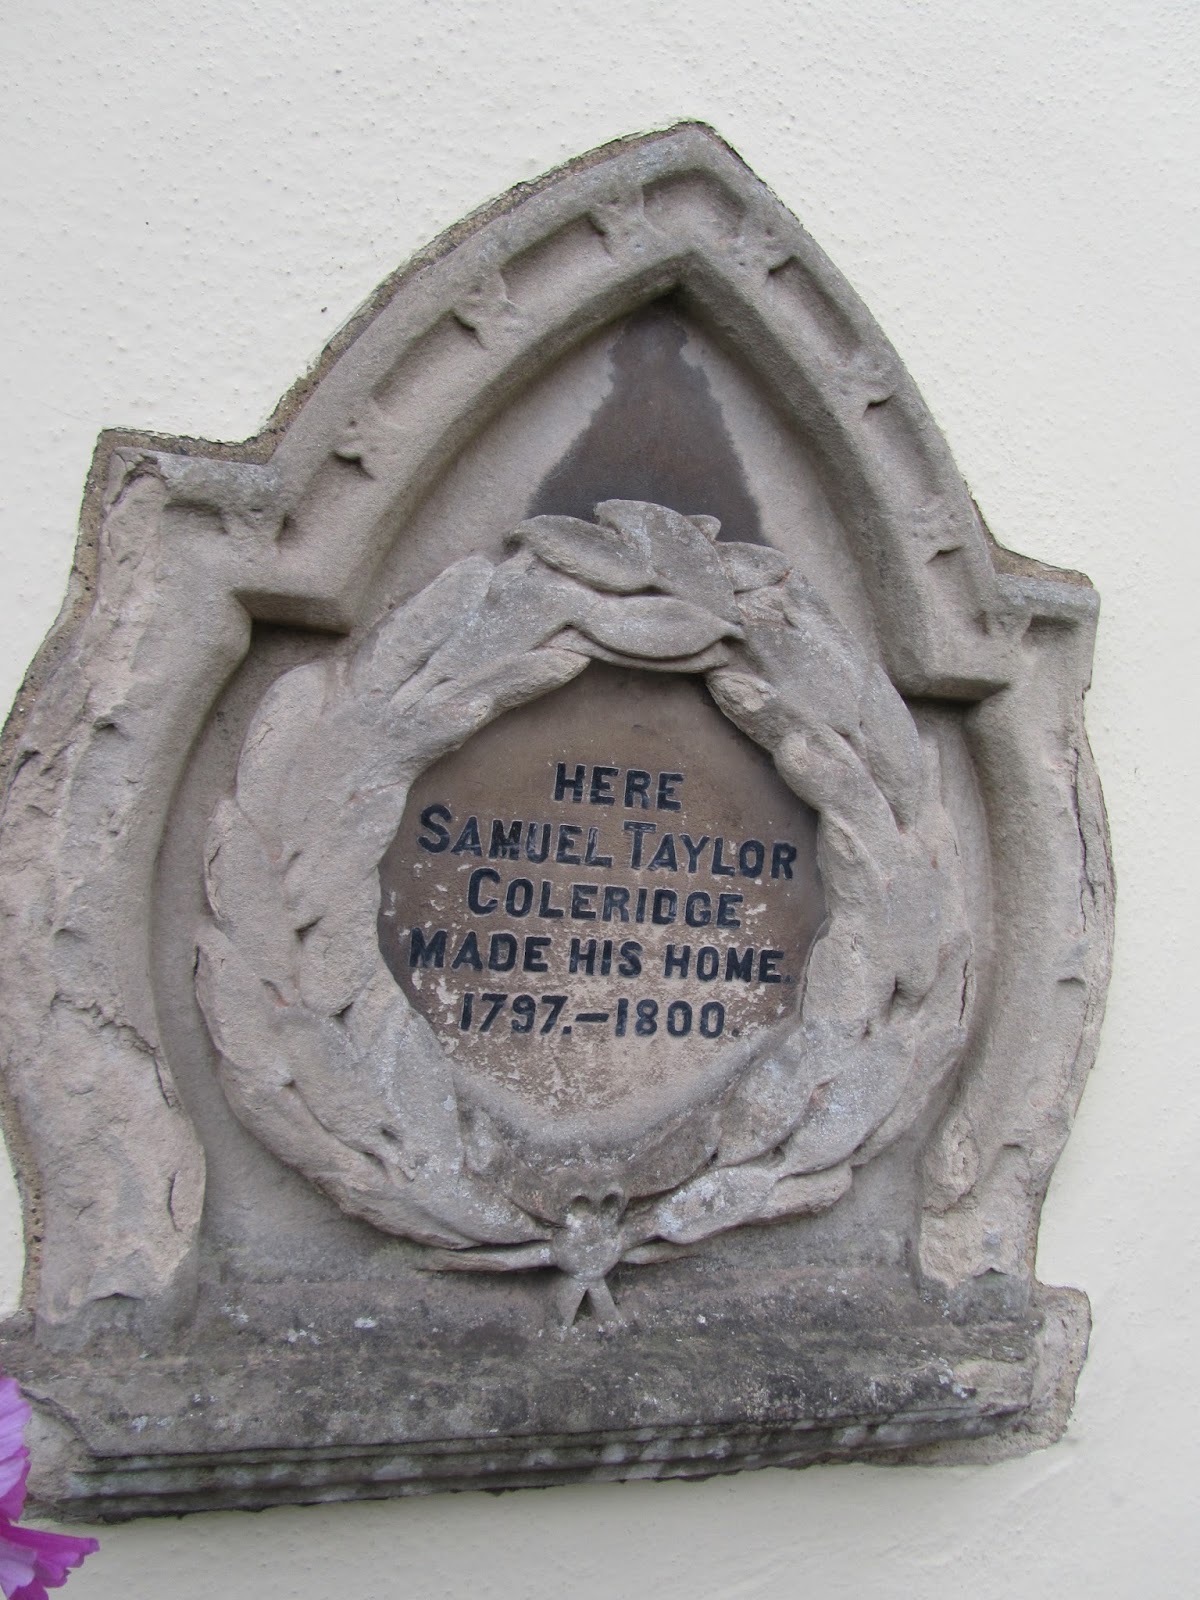 HERE
SAMUEL TAYLOR
COLERIDGE
MADE HIS HOME.
1797.–1800.